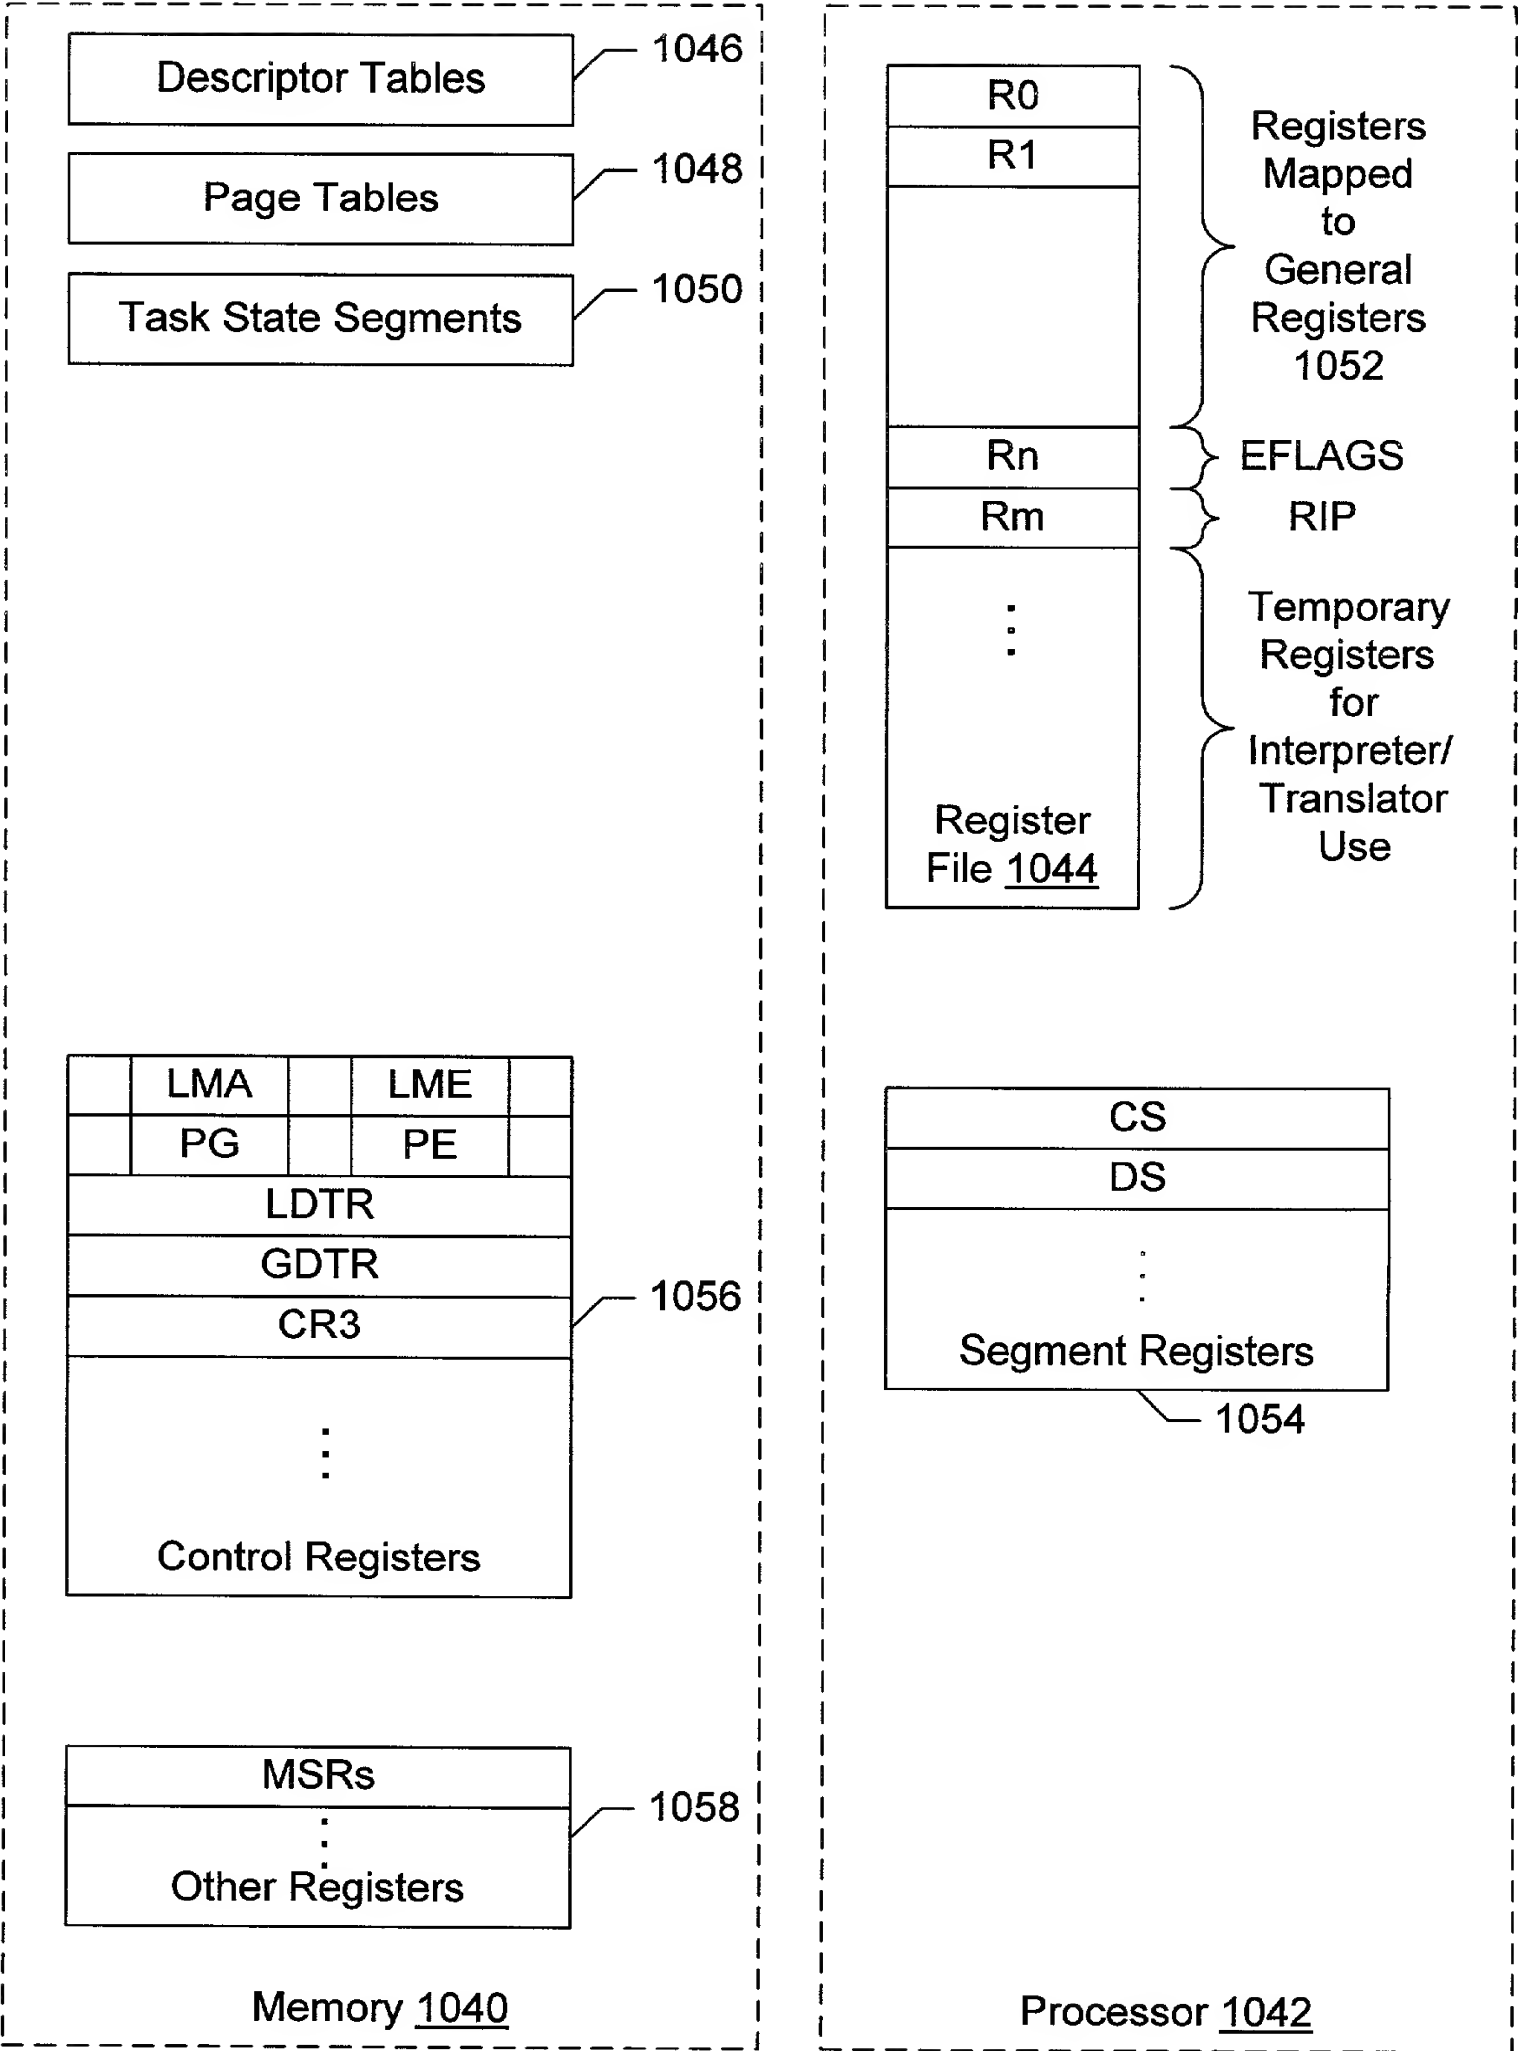 Descriptor Tables
1046
Page Tables
1048
Task State Segments
1050
LMA
LME
PG
PE
LDTR
GDTR
CR3
1056
Control Registers
MSRs
1058
Other Registers
Memory 1040
R0
R1
Registers
Mapped
to
General
Registers
1052
Rn
EFLAGS
Rm
RIP
Temporary
Registers
for
Interpreter/
Translator
Use
Register
File 1044
CS
DS
Segment Registers
1054
Processor 1042